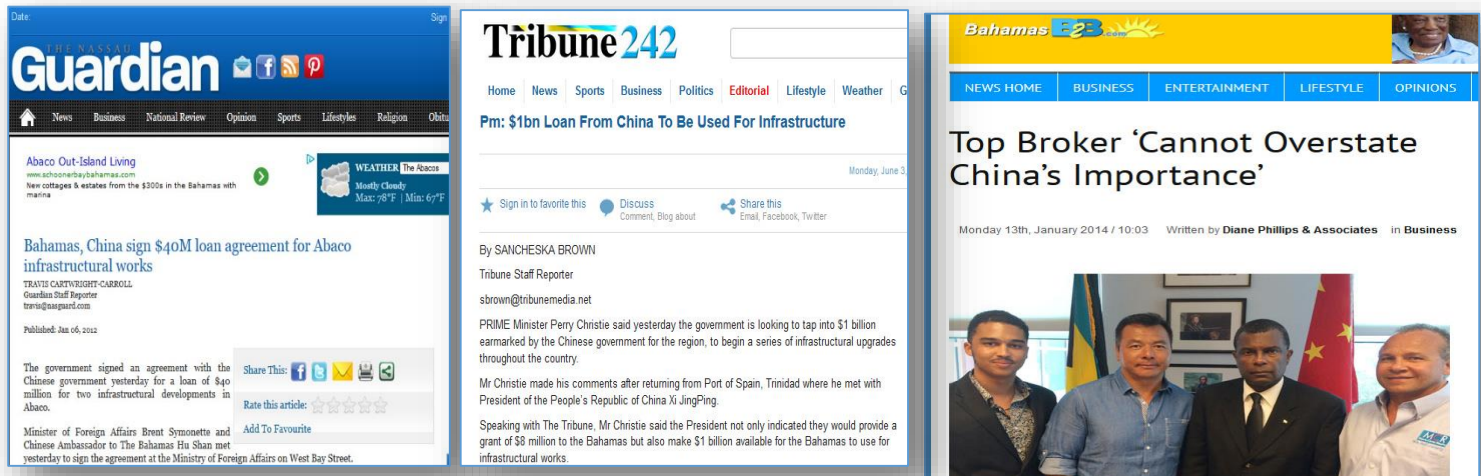 Date:
Sign
THE NASSAU
Guardian
News Business National Review Opinion Sports Lifestyles Religion Obitu
Abaco Out-Island Living
www.schoonerbaybahamas.com
New cottages & estates from the $300s in the Bahamas with
marina
WEATHER The Abacos
Mostly Cloudy
Max: 78°F | Min: 67°F
Bahamas, China sign $40M loan agreement for Abaco
infrastructural works
TRAVIS CARTWRIGHT-CARROLL
Guardian Staff Reporter
travis@nasguard.com
Published: Jan 06, 2012
The government signed an agreement with the
Chinese government yesterday for a loan of $40
million for two infrastructural developments in
Abaco.
Share This:
Rate this article:
Add To Favourite
Minister of Foreign Affairs Brent Symonette and
Chinese Ambassador to The Bahamas Hu Shan met
yesterday to sign the agreement at the Ministry of Foreign Affairs on West Bay Street.
Tribune 242
Home News Sports Business Politics Editorial Lifestyle Weather G
Pm: $1bn Loan From China To Be Used For Infrastructure
Monday, June 3,
Sign in to favorite this
Discuss
Comment, Blog about
Share this
Email, Facebook, Twitter
By SANCHESKA BROWN
Tribune Staff Reporter
sbrown@tribunemedia.net
PRIME Minister Perry Christie said yesterday the government is looking to tap into $1 billion
earmarked by the Chinese government for the region, to begin a series of infrastructural upgrades
throughout the country.
Mr Christie made his comments after returning from Port of Spain, Trinidad where he met with
President of the People's Republic of China Xi JingPing.
Speaking with The Tribune, Mr Christie said the President not only indicated they would provide a
grant of $8 million to the Bahamas but also make $1 billion available for the Bahamas to use for
infrastructural works.
Bahamas B2B.com
NEWS HOME BUSINESS ENTERTAINMENT LIFESTYLE OPINIONS
Top Broker ‘Cannot Overstate
China’s Importance’
Monday 13th, January 2014 / 10:03 Written by Diane Phillips & Associates in Business